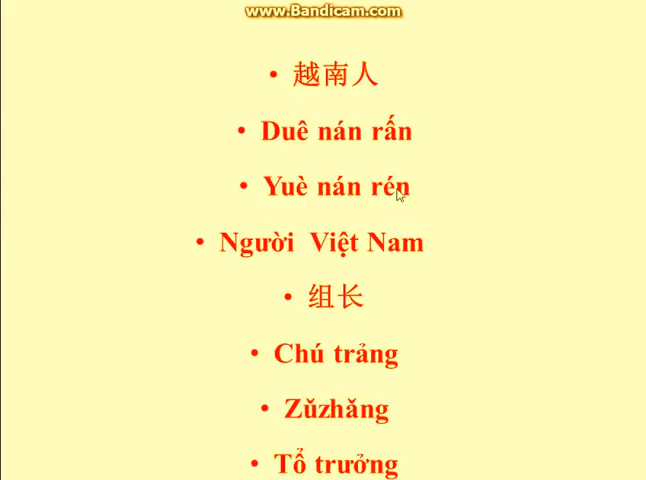 www.Bandicam.com
• 越南人
• Duê nán rấn
• Yuè nán rén
• Người Việt Nam
• 组长
• Chú trảng
• Zǔzhǎng
• Tổ trưởng